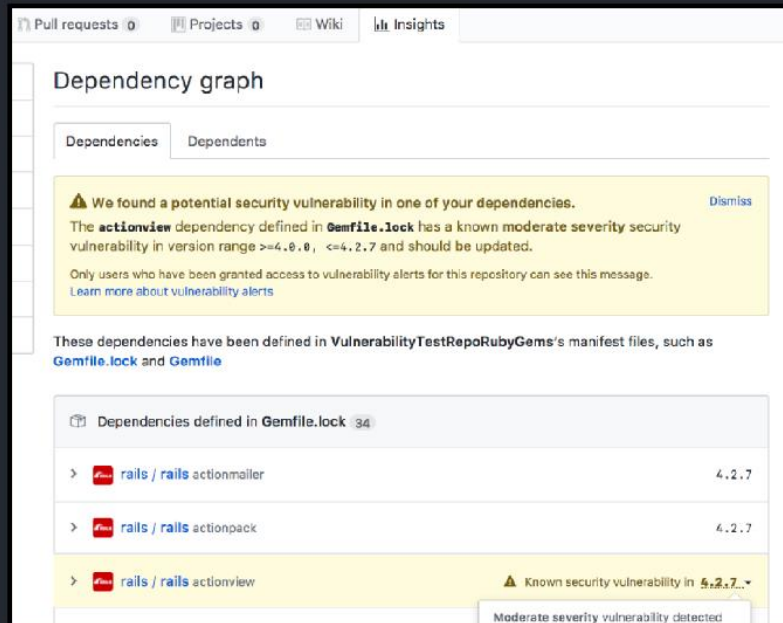 Pull requests 0 Projects 0 Wiki Insights
Dependency graph
Dependencies Dependents
We found a potential security vulnerability in one of your dependencies. Dismiss
The actionview dependency defined in Gemfile.lock has a known moderate severity security
vulnerability in version range >=4.0.0, <=4.2.7 and should be updated.
Only users who have been granted access to vulnerability alerts for this repository can see this message.
Learn more about vulnerability alerts
These dependencies have been defined in VulnerabilityTestRepoRubyGems's manifest files, such as
Gemfile.lock and Gemfile
Dependencies defined in Gemfile.lock 34
rails / rails actionmailer 4.2.7
rails / rails actionpack 4.2.7
rails / rails actionview Known security vulnerability in 4.2.7
Moderate severity vulnerability detected